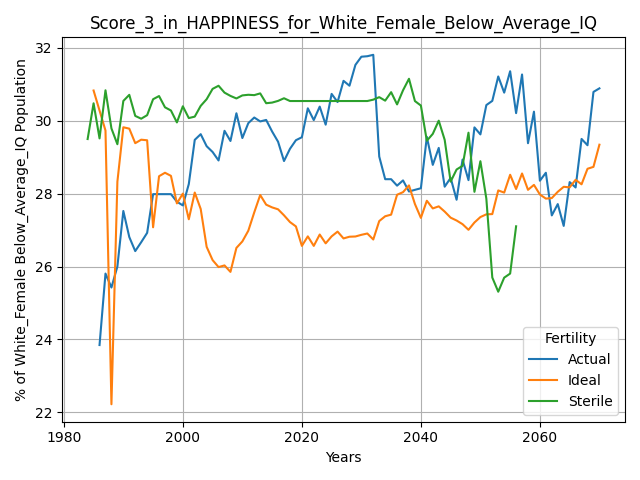 Score_3_in_HAPPINESS_for_White_Female_Below_Average_IQ
% of White_Female Below_Average_IQ Population
32
30
28
26
24
22
1980
2000
2020
2040
2060
Years
Fertility
Actual
Ideal
Sterile